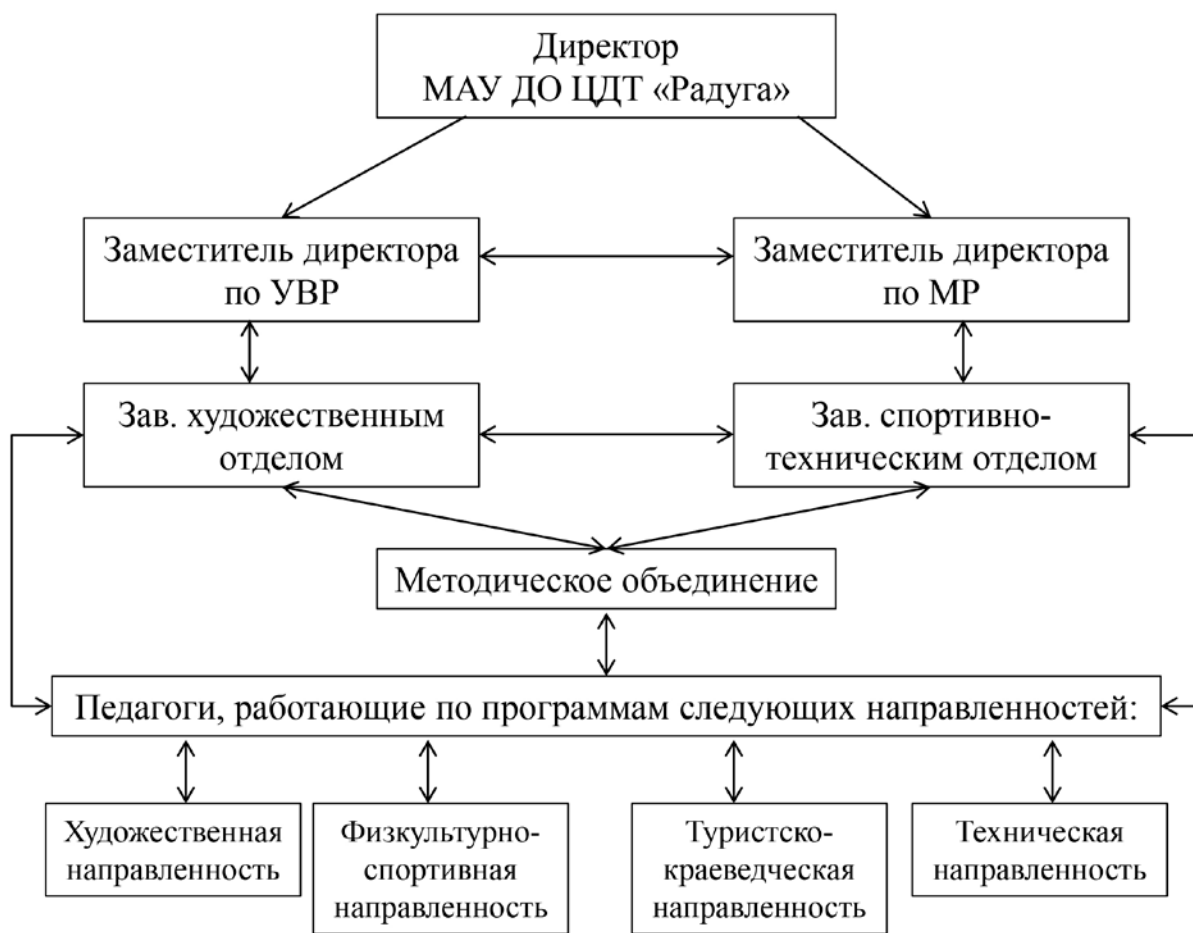 Директор
МАУ ДО ЦДТ «Радуга»
Заместитель директора
по УВР
Заместитель директора
по МР
Зав. художественным
отделом
Зав. спортивно-
техническим отделом
Методическое объединение
Педагоги, работающие по программам следующих направленностей:
Художественная
направленность
Физкультурно-
спортивная
направленность
Туристско-
краеведческая
направленность
Техническая
направленность